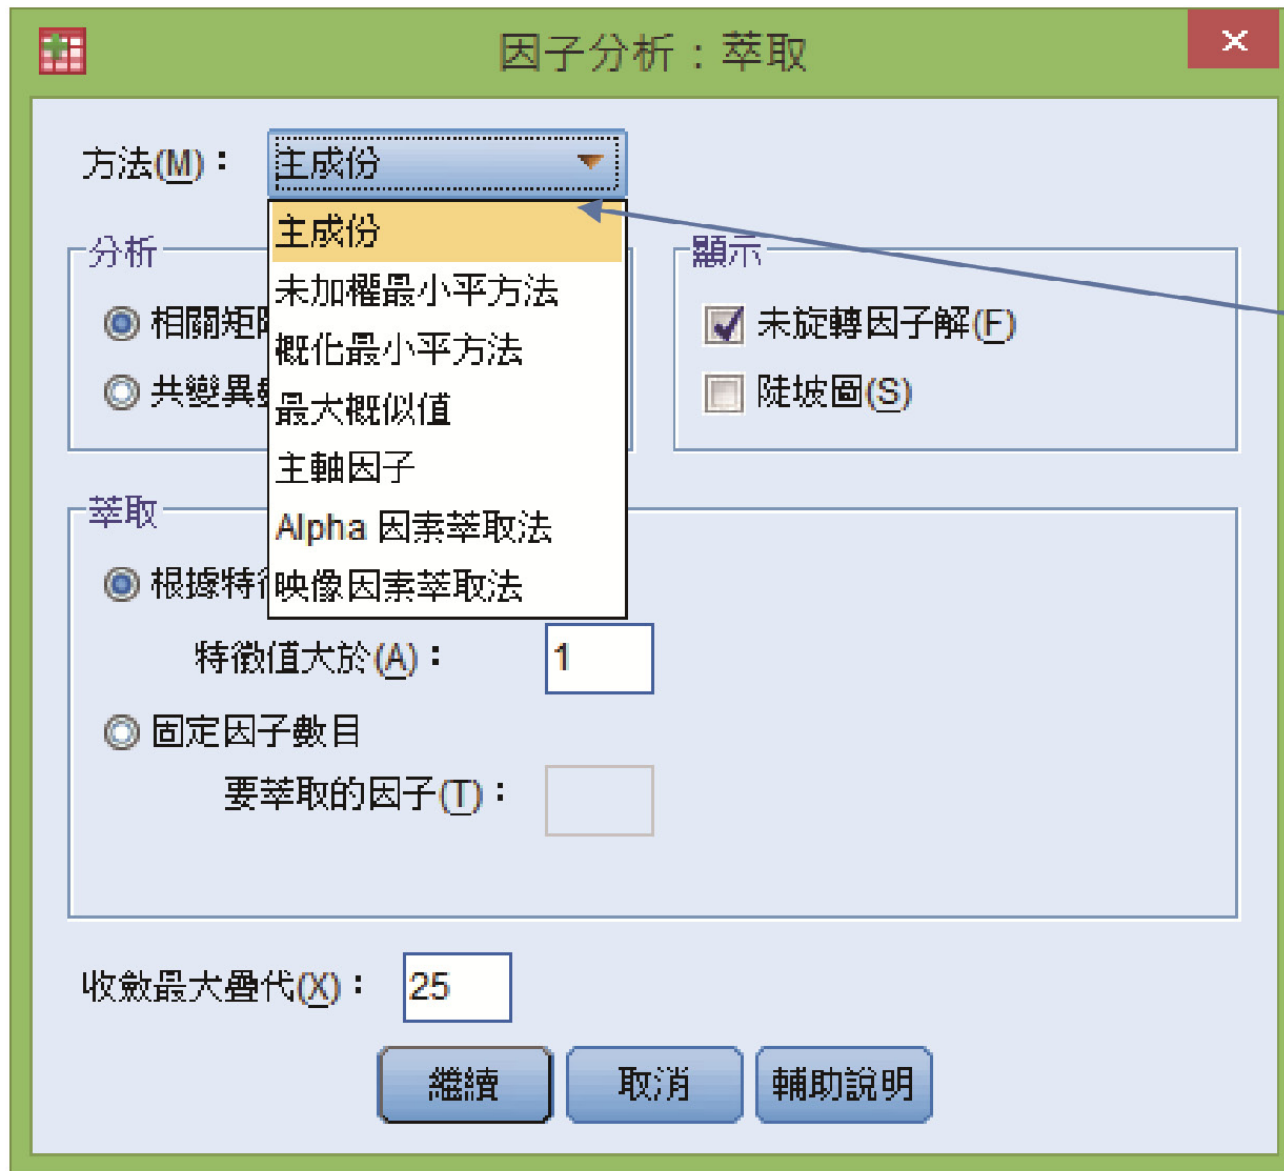 因子分析：萃取
方法(M)：
主成份
主成份
未加權最小平方法
概化最小平方法
最大概似值
主軸因子
Alpha 因素萃取法
映像因素萃取法
分析
相關矩
共變異
顯示
未旋轉因子解(F)
陡坡圖(S)
萃取
根據特
特徵值大於(A)：
1
固定因子數目
要萃取的因子(T)：
收斂最大疊代(X)：
25
繼續
取消
輔助說明